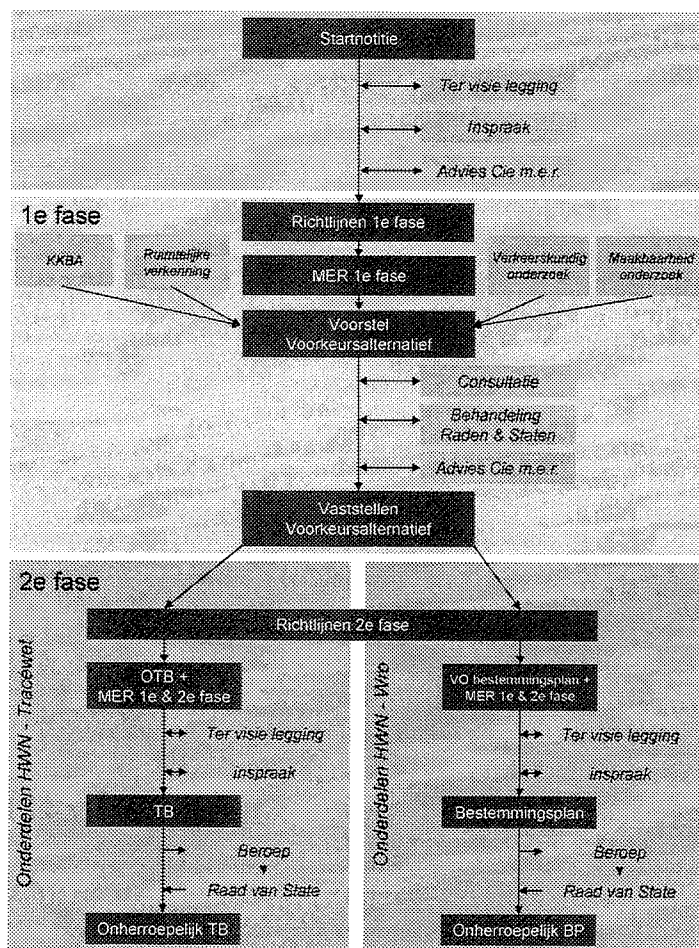 Startnotitie
Ter visie legging
Inspraak
Advies Cie m.e.r.
1e fase
Richtlijnen 1e fase
KKBA
Ruimtelijke
verkenning
MER 1e fase
Verkeerskundig
onderzoek
Maakbaarheid
onderzoek
Voorstel
Voorkeursalternatief
Consultatie
Behandeling
Raden & Staten
Advies Cie m.e.r.
Vaststellen
Voorkeursalternatief
2e fase
Richtlijnen 2e fase
Onderdelen HWN - Tracewet
OTB +
MER 1e & 2e fase
Ter visie legging
inspraak
TB
Beroep
Raad van State
Onherroepelijk TB
Onderdelen HWN - Wro
VO bestemmingsplan +
MER 1e & 2e fase
Ter visie legging
inspraak
Bestemmingsplan
Beroep
Raad van State
Onherroepelijk BP